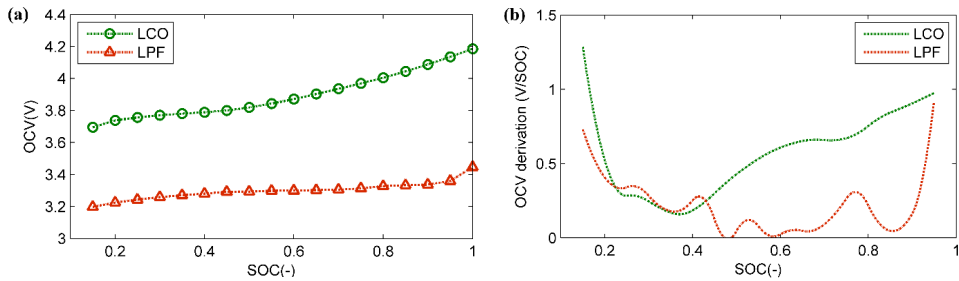 (a)
4.4
4.2
4
3.8
3.6
3.4
3.2
3
OCV(V)
LCO
LPF
0.2 0.4 0.6 0.8 1
SOC(-)
(b)
1.5
1
0.5
0
OCV derivation (V/SOC)
LCO
LPF
0.2 0.4 0.6 0.8 1
SOC(-)